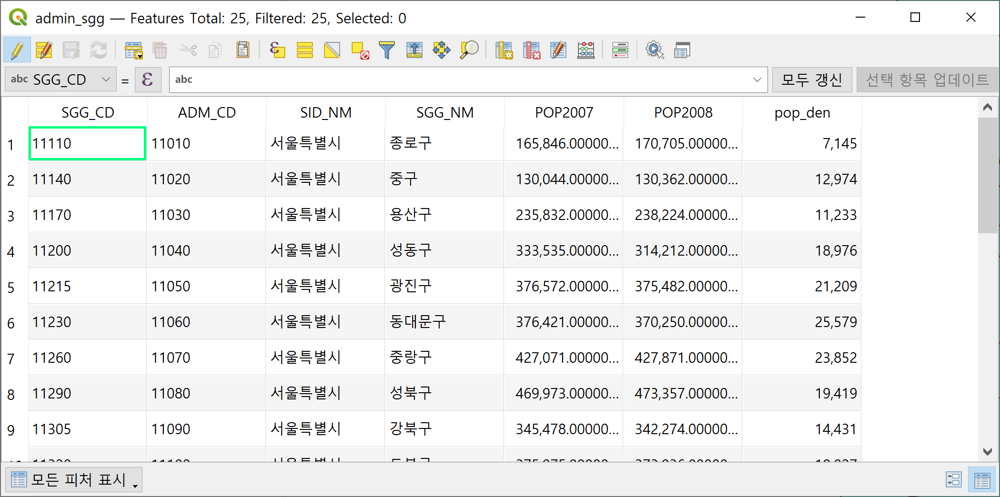 admin_sgg — Features Total: 25, Filtered: 25, Selected: 0
abc SGG_CD = ε abc 모두 갱신 선택 항목 업데이트
SGG_CD ADM_CD SID_NM SGG_NM POP2007 POP2008 pop_den
1 11110 11010 서울특별시 종로구 165,846.00000... 170,705.00000... 7,145
2 11140 11020 서울특별시 중구 130,044.00000... 130,362.00000... 12,974
3 11170 11030 서울특별시 용산구 235,832.00000... 238,224.00000... 11,233
4 11200 11040 서울특별시 성동구 333,535.00000... 314,212.00000... 18,976
5 11215 11050 서울특별시 광진구 376,572.00000... 375,482.00000... 21,209
6 11230 11060 서울특별시 동대문구 376,421.00000... 370,250.00000... 25,579
7 11260 11070 서울특별시 중랑구 427,071.00000... 427,871.00000... 23,852
8 11290 11080 서울특별시 성북구 469,973.00000... 473,357.00000... 19,419
9 11305 11090 서울특별시 강북구 345,478.00000... 342,274.00000... 14,431
모든 피처 표시